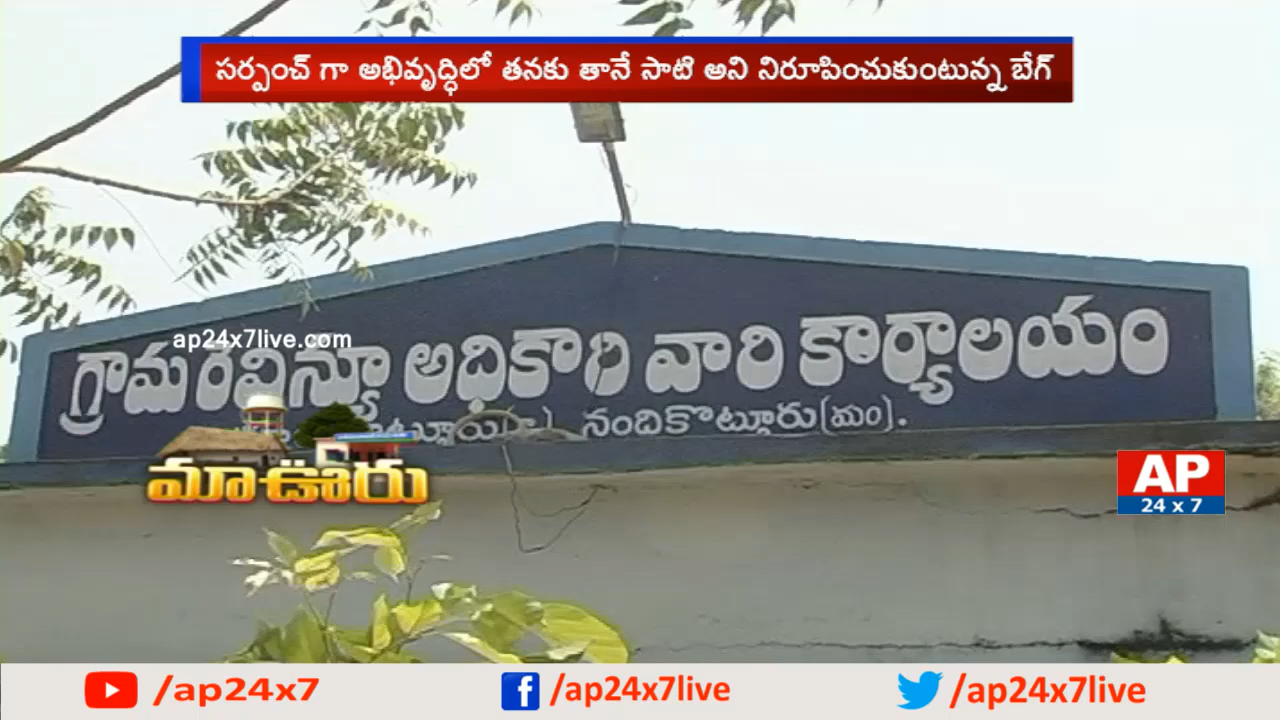 సర్పంచ్ గా అభివృద్ధిలో తనకు తానే సాటి అని నిరూపించుకుంటున్న బేగ్
ap24x7live.com
గ్రామ రెవిన్యూ అధికారి వారి కార్యాలయం
నందికొట్కూరు(మం).
మాఊరు
AP
24 x 7
/ap24x7
/ap24x7live
/ap24x7live